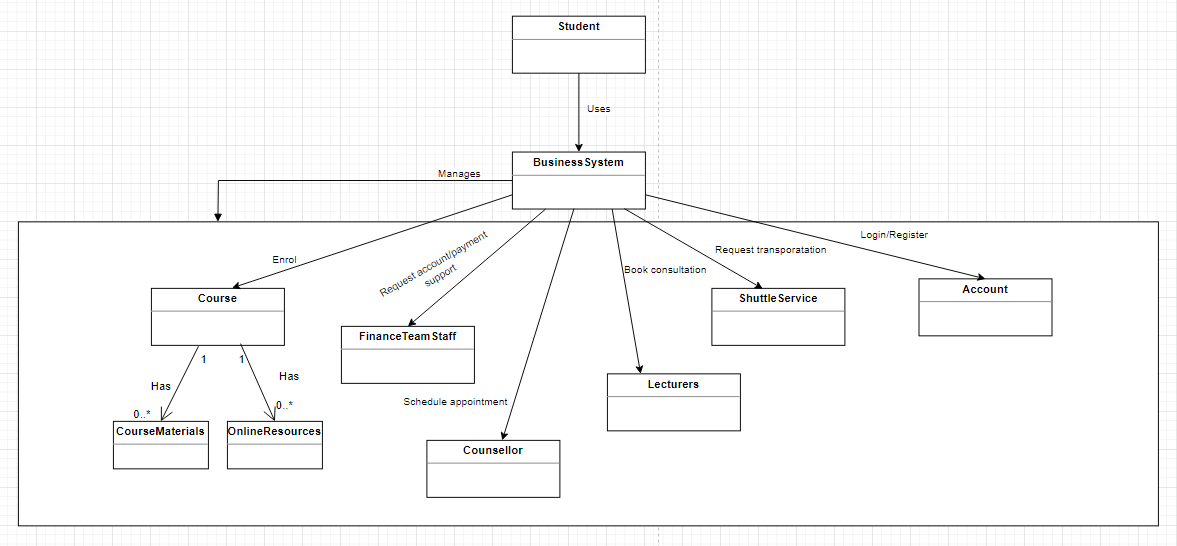 Student
Uses
BusinessSystem
Manages
Login/Register
Request account/payment
support
Request transporatation
Enrol
Book consultation
Course
ShuttleService
Account
FinanceTeamStaff
1
1
Has
Has
Lecturers
0..*
0..*
Schedule appointment
CourseMaterials
OnlineResources
Counsellor